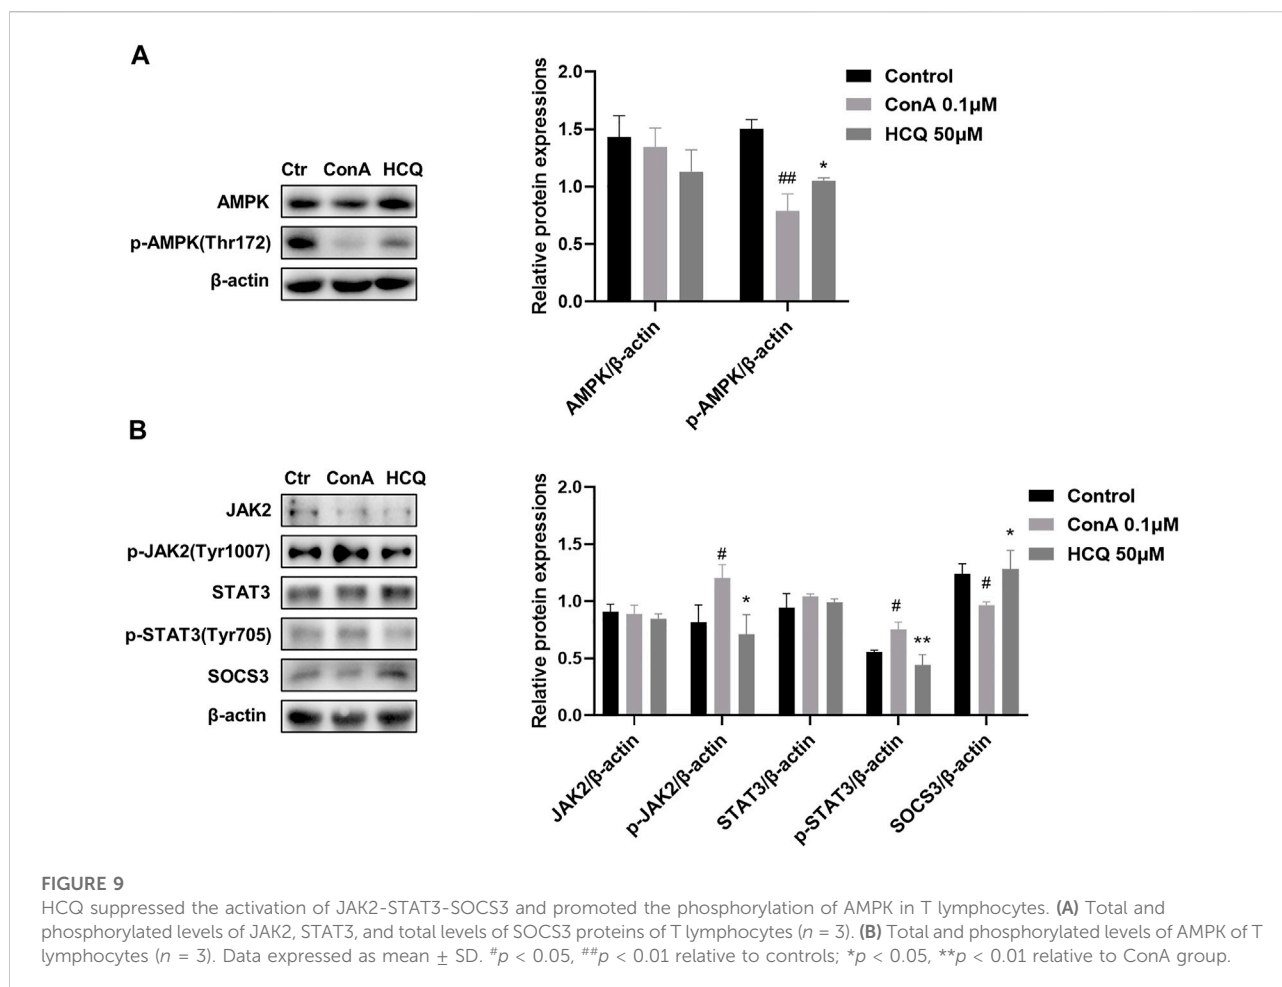 A
Ctr ConA HCQ
AMPK
p-AMPK(Thr172)
β-actin
Relative protein expressions
2.0
1.5
1.0
0.5
0.0
##
*
AMPK/β-actin
p-AMPK/β-actin
Control
ConA 0.1μM
HCQ 50μM
B
Ctr ConA HCQ
JAK2
p-JAK2(Tyr1007)
STAT3
p-STAT3(Tyr705)
SOCS3
β-actin
Relative protein expressions
2.0
1.5
1.0
0.5
0.0
#
*
#
**
#
*
JAK2/β-actin
p-JAK2/β-actin
STAT3/β-actin
p-STAT3/β-actin
SOCS3/β-actin
Control
ConA 0.1μM
HCQ 50μM
FIGURE 9
HCQ suppressed the activation of JAK2-STAT3-SOCS3 and promoted the phosphorylation of AMPK in T lymphocytes. (A) Total and
phosphorylated levels of JAK2, STAT3, and total levels of SOCS3 proteins of T lymphocytes (n = 3). (B) Total and phosphorylated levels of AMPK of T
lymphocytes (n = 3). Data expressed as mean ± SD. #p < 0.05, ##p < 0.01 relative to controls; *p < 0.05, **p < 0.01 relative to ConA group.